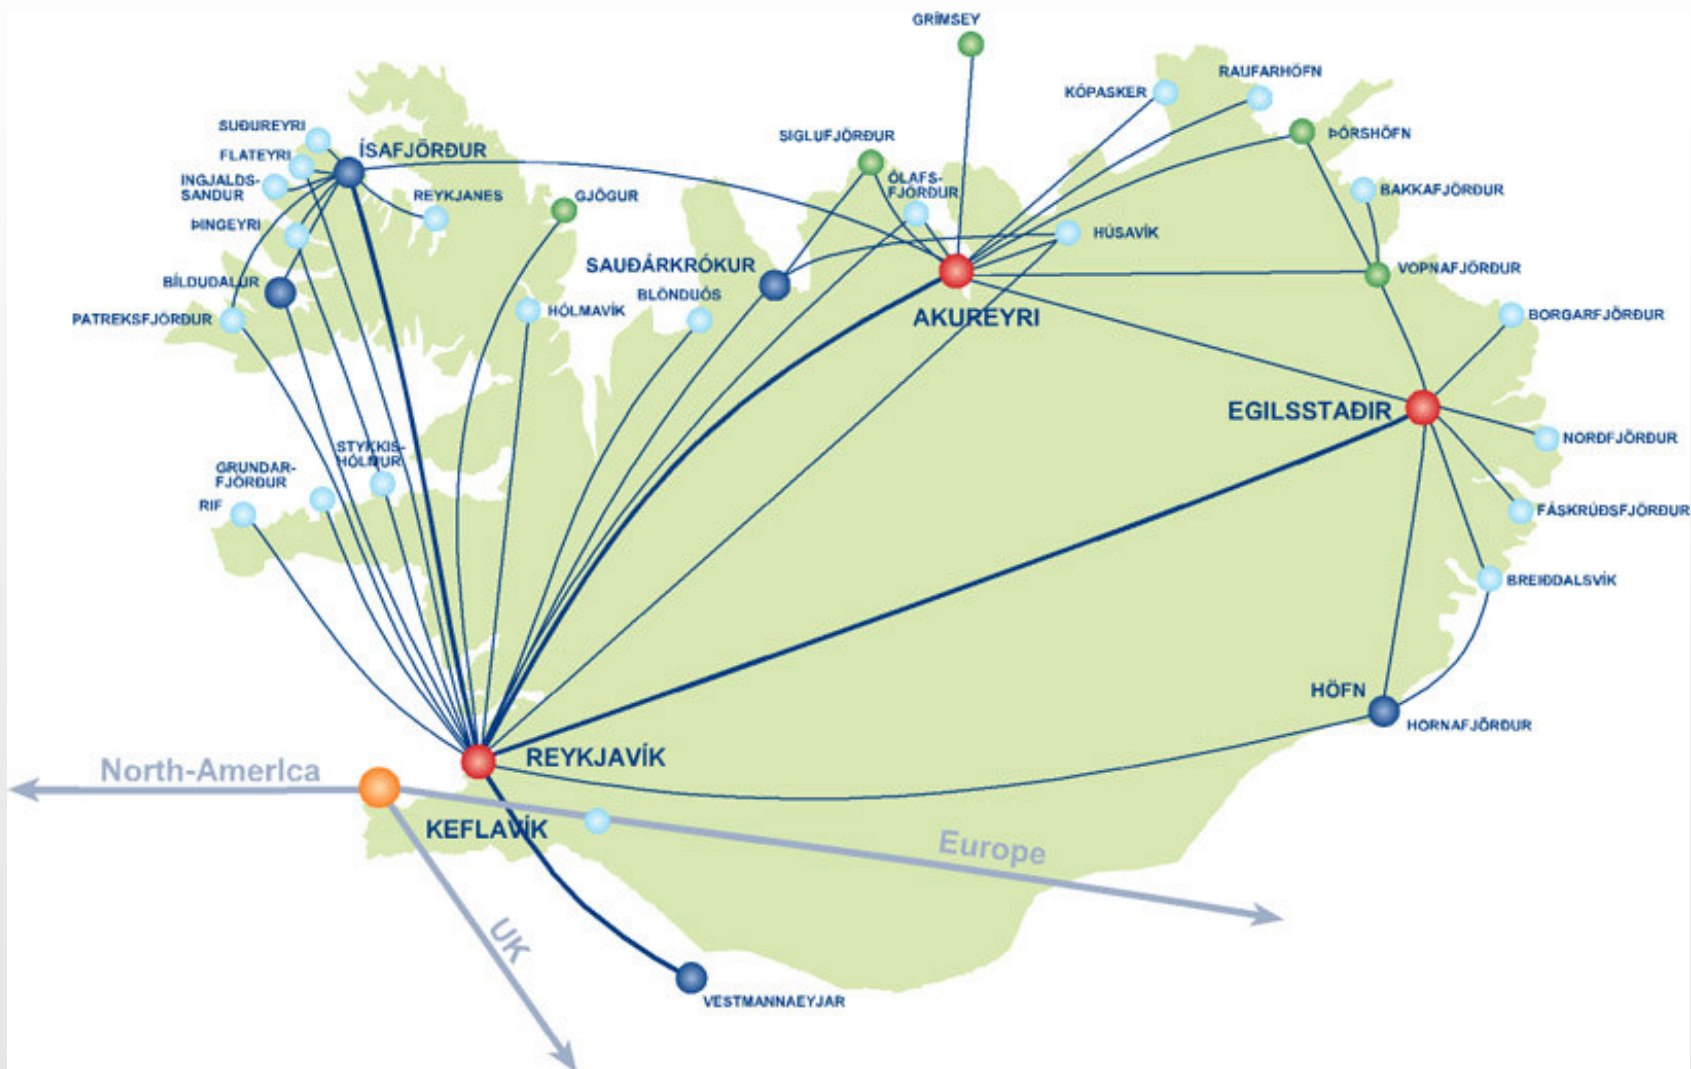 GRÍMSEY
RAUFARHÖFN
KÓPASKER
SUÐUREYRI
SIGLUFJÖRÐUR
ÞÓRSHÖFN
FLATEYRI
ÍSAFJÖRÐUR
INGJALDS-
SANDUR
REYKJANES
GJÖGUR
ÓLAFS-
FJÖRÐUR
BAKKAFJÖRÐUR
ÞINGEYRI
HÚSAVÍK
SAUÐÁRKRÓKUR
VOPNAFJÖRÐUR
BÍLDUDALUR
BLÖNDUÓS
HÓLMAVÍK
PATREKSFJÖRÐUR
AKUREYRI
BORGARFJÖRÐUR
EGILSSTAÐIR
NORÐFJÖRÐUR
STYKKIS-
HÓLMUR
GRUNDAR-
FJÖRÐUR
RIF
FÁSKRÚÐSFJÖRÐUR
BREIÐDALSVÍK
HÖFN
HORNAFJÖRÐUR
REYKJAVÍK
North-America
KEFLAVÍK
Europe
UK
VESTMANNAEYJAR